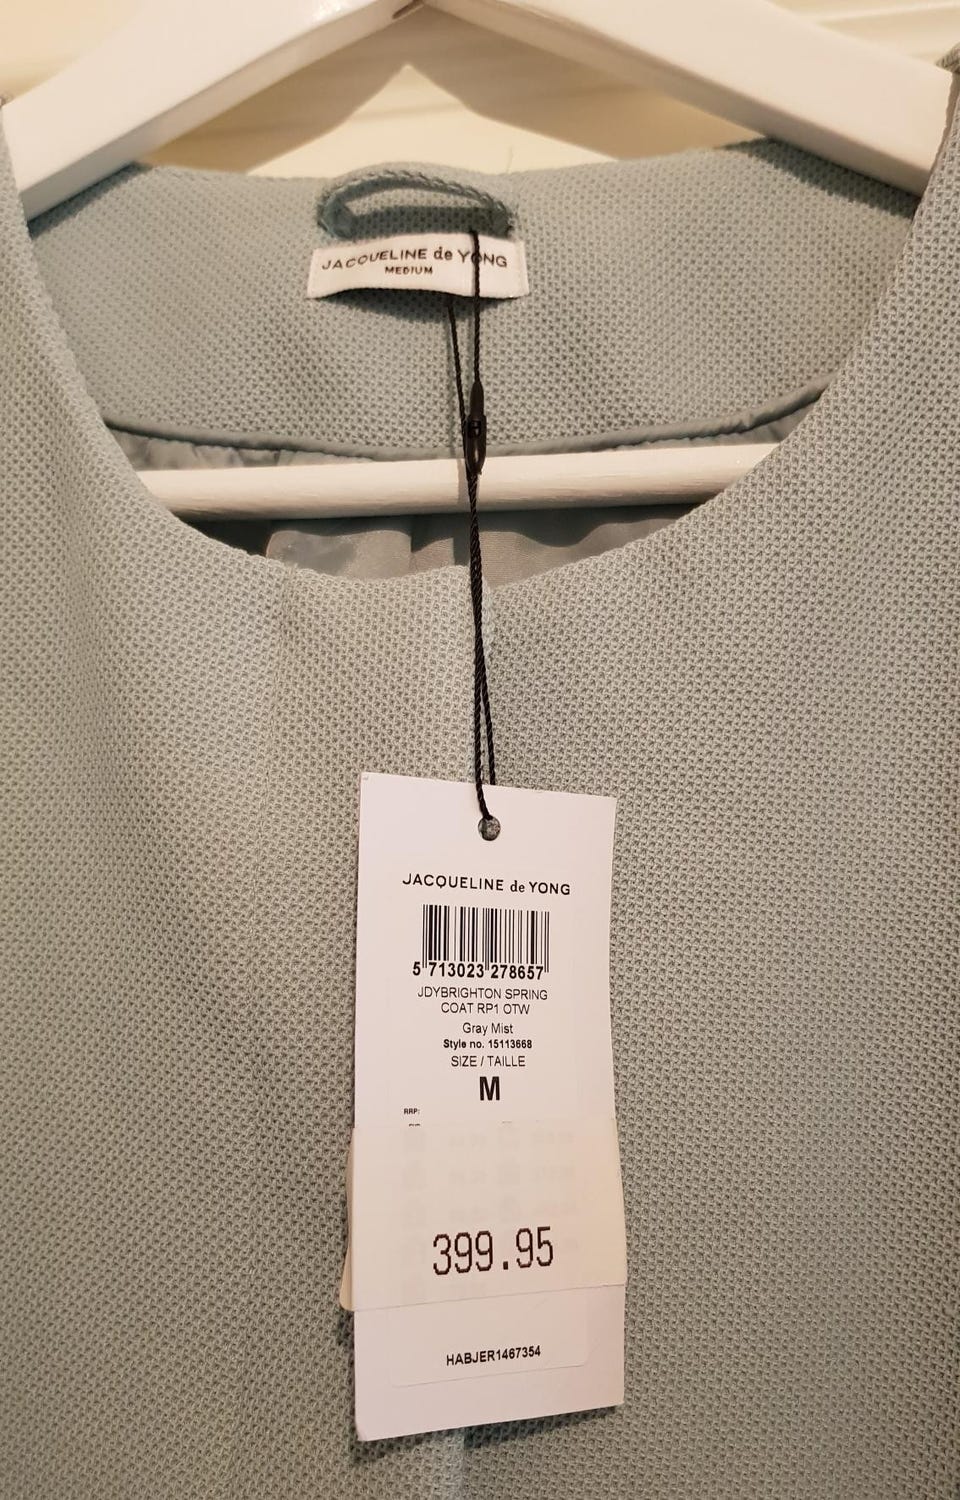 JACQUELINE de YONG
MEDIUM
JACQUELINE de YONG
5 713023 278657
JDYBRIGHTON SPRING
COAT RP1 OTW
Gray Mist
Style no. 15113668
SIZE / TAILLE
M
RRP:
399.95
HABJER1467354